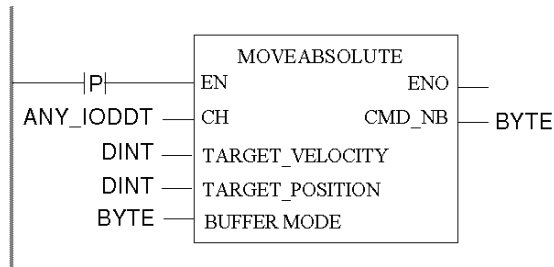 MOVEABSOLUTE
P EN ENO
ANY_IODDT CH CMD_NB BYTE
DINT TARGET_VELOCITY
DINT TARGET_POSITION
BYTE BUFFER MODE